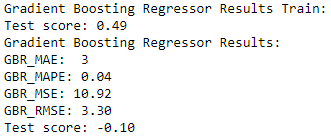 Gradient Boosting Regressor Results Train:
Test score: 0.49
Gradient Boosting Regressor Results:
GBR_MAE:  3
GBR_MAPE: 0.04
GBR_MSE: 10.92
GBR_RMSE: 3.30
Test score: -0.10